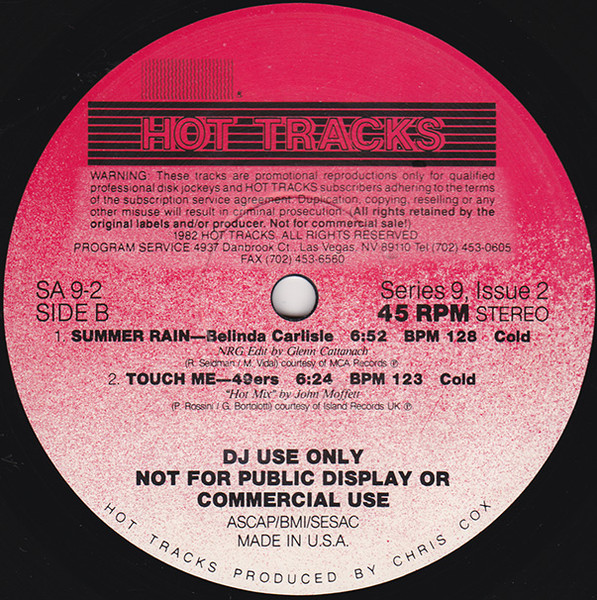 HOT TRACKS
WARNING: These tracks are promotional reproductions only for qualified
professional disk jockeys and HOT TRACKS subscribers adhering to the terms
of the subscription service agreement. Duplication, copying, reselling or any
other misuse will result in criminal prosecution. (All rights retained by the
original labels and/or producer. Not for commercial sale!)
1982 HOT TRACKS. ALL RIGHTS RESERVED
PROGRAM SERVICE 4937 Danbrook Ct., Las Vegas, NV 89110 Tel (702) 453-0605
FAX (702) 453-6560
SA 9-2
SIDE B
Series 9, Issue 2
45 RPM STEREO
1. SUMMER RAIN—Belinda Carlisle 6:52 BPM 128 Cold
NRG Edit by Glenn Cattanach
(R. Seidman / M. Vidal) courtesy of MCA Records ℗
2. TOUCH ME—49ers 6:24 BPM 123 Cold
"Hot Mix" by John Moffett
(P. Rossini / G. Bortolotti) courtesy of Island Records UK ℗
DJ USE ONLY
NOT FOR PUBLIC DISPLAY OR
COMMERCIAL USE
ASCAP/BMI/SESAC
MADE IN U.S.A.
HOT TRACKS PRODUCED BY CHRIS COX